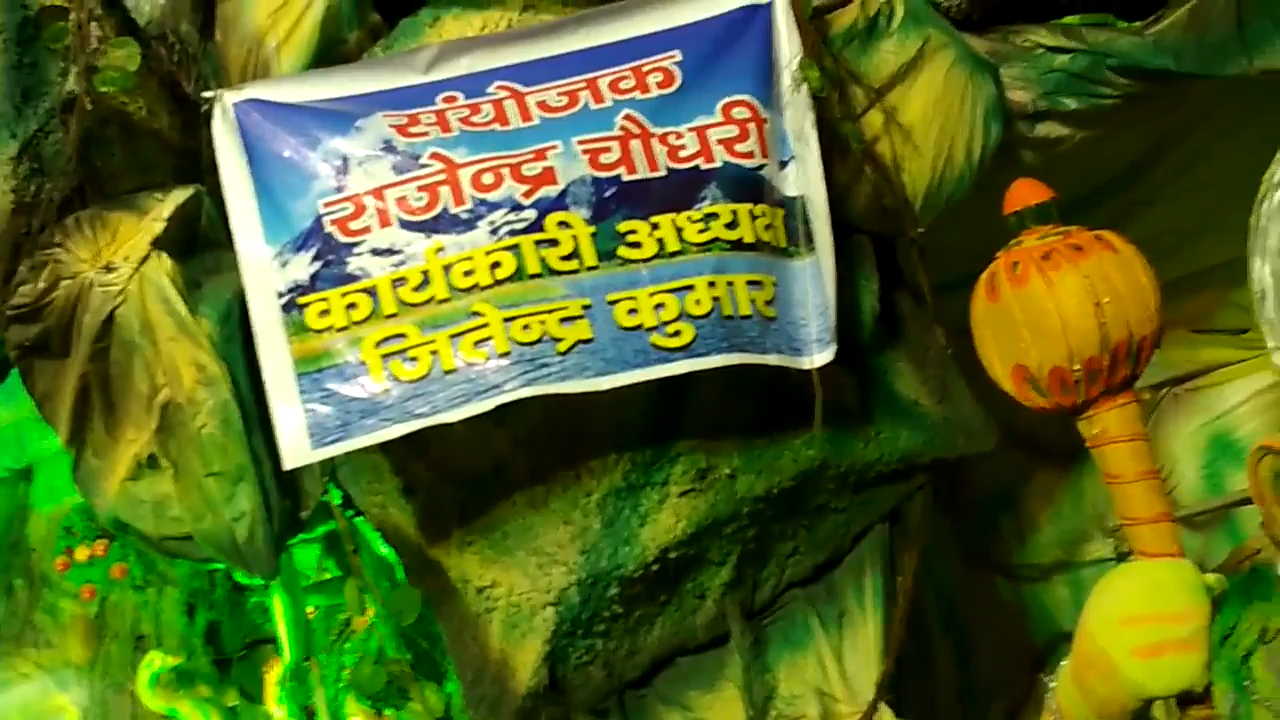 संयोजक
राजेन्द्र चौधरी
कार्यकारी अध्यक्ष
जितेन्द्र कुमार